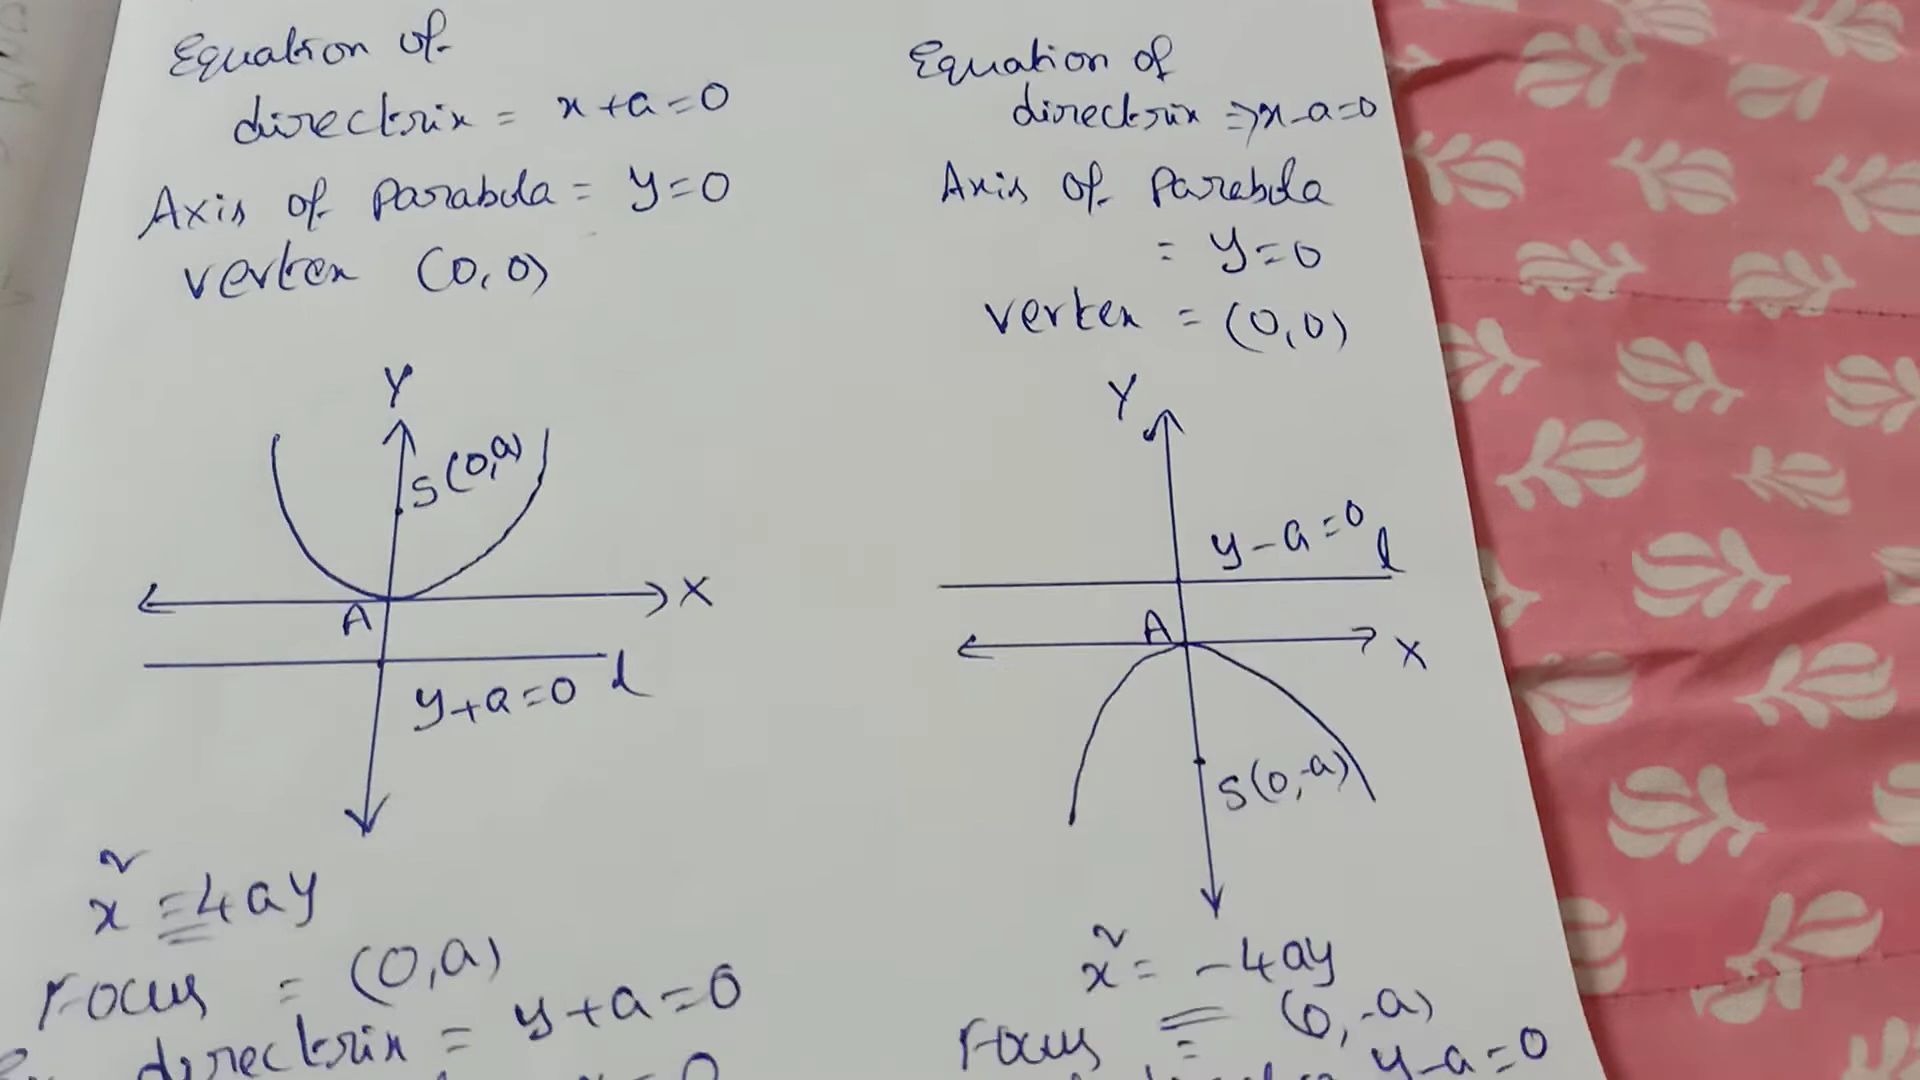 Equation of
directrix = x+a=0
Axis of Parabola = y=0
vertex (0,0)
Y
S(0,a)
X
A
y+a=0 l
x² = 4ay
Focus = (0,a)
directrix = y+a=0
Equation of
directrix ⇒ x-a=0
Axis of Parabola
= y=0
vertex = (0,0)
Y
y-a=0 l
A
X
S(0,-a)
x² = -4ay
Focus = (0,-a)
y-a=0